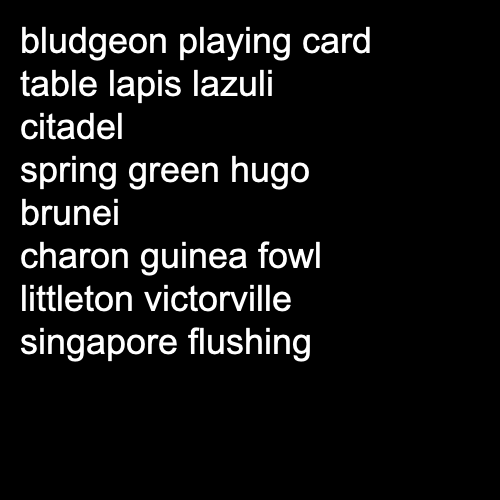 bludgeon playing card
table lapis lazuli
citadel
spring green hugo
brunei
charon guinea fowl
littleton victorville
singapore flushing